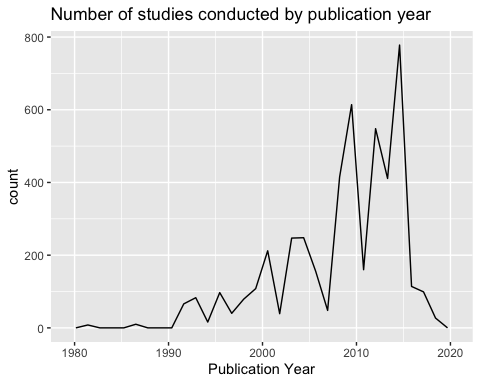 Number of studies conducted by publication year
800
600
400
200
0
count
1980 1990 2000 2010 2020
Publication Year